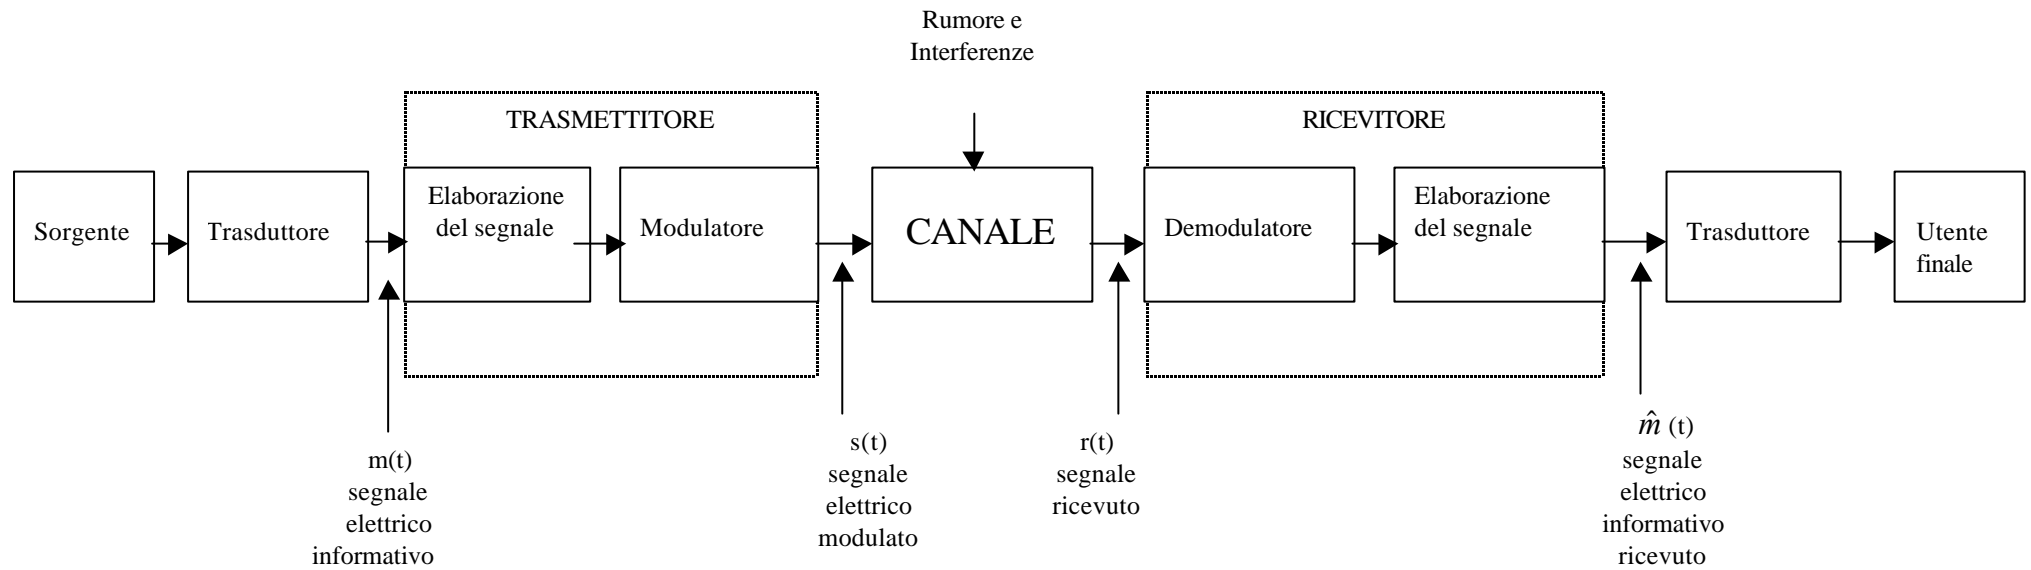 Rumore e
Interferenze
TRASMETTITORE
RICEVITORE
Sorgente
Trasduttore
Elaborazione
del segnale
Modulatore
CANALE
Demodulatore
Elaborazione
del segnale
Trasduttore
Utente
finale
m(t)
segnale
elettrico
informativo
s(t)
segnale
elettrico
modulato
r(t)
segnale
ricevuto
m̂ (t)
segnale
elettrico
informativo
ricevuto